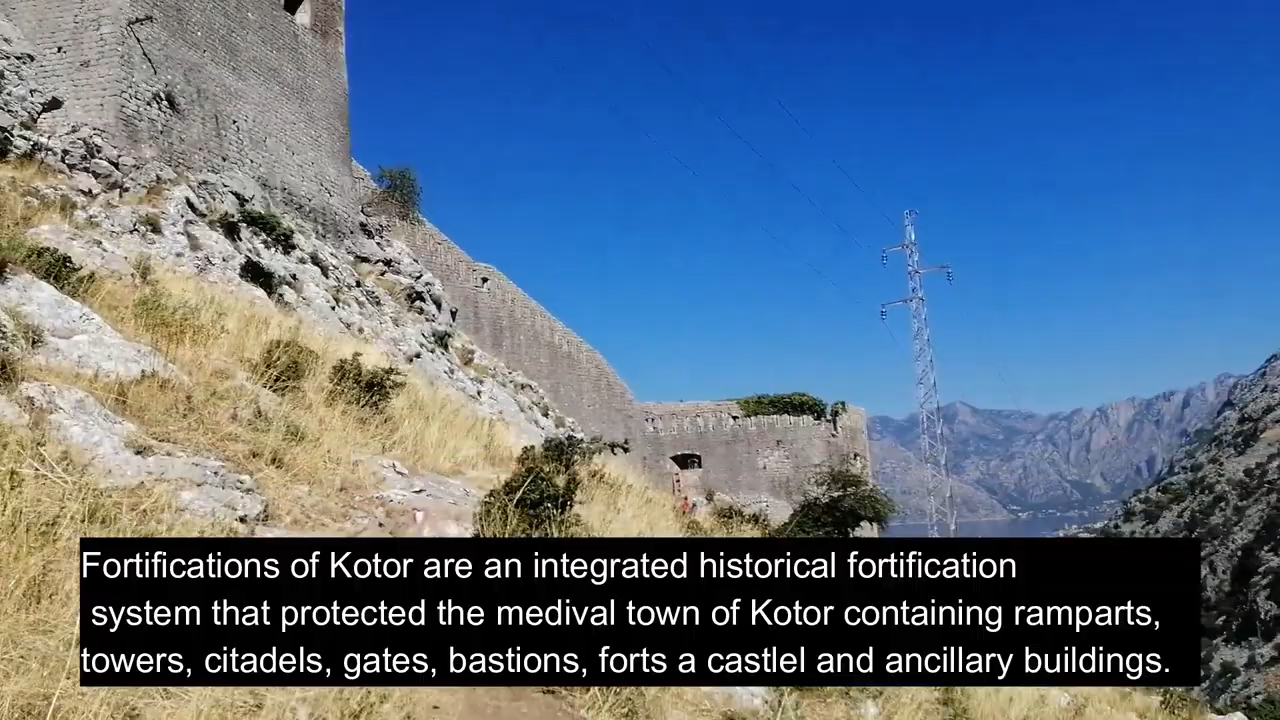 Fortifications of Kotor are an integrated historical fortification
system that protected the medival town of Kotor containing ramparts,
towers, citadels, gates, bastions, forts a castlel and ancillary buildings.